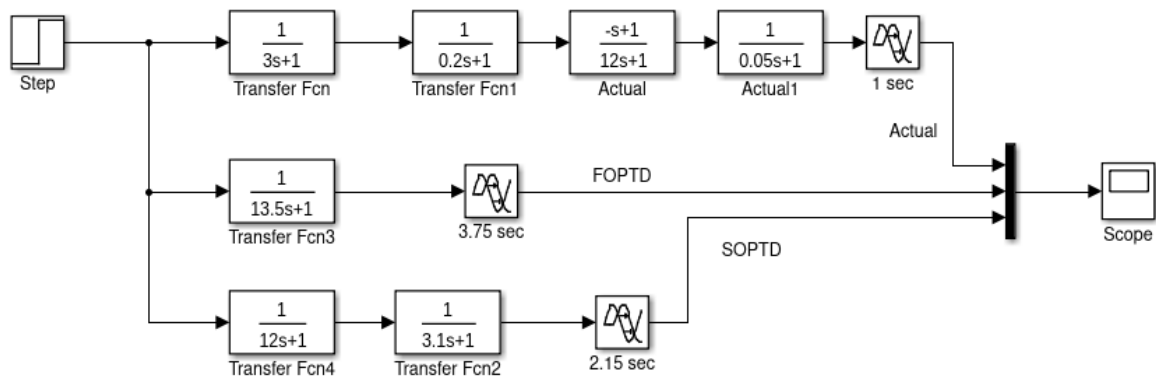 Step
1
3s+1
Transfer Fcn
1
0.2s+1
Transfer Fcn1
-s+1
12s+1
Actual
1
0.05s+1
Actual1
1 sec
Actual
1
13.5s+1
Transfer Fcn3
3.75 sec
FOPTD
SOPTD
Scope
1
12s+1
Transfer Fcn4
1
3.1s+1
Transfer Fcn2
2.15 sec